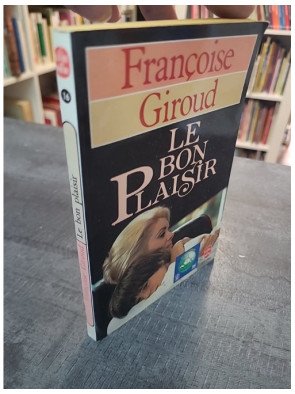 Françoise
Giroud
LE
BON
PLAISIR
Le bon plaisir